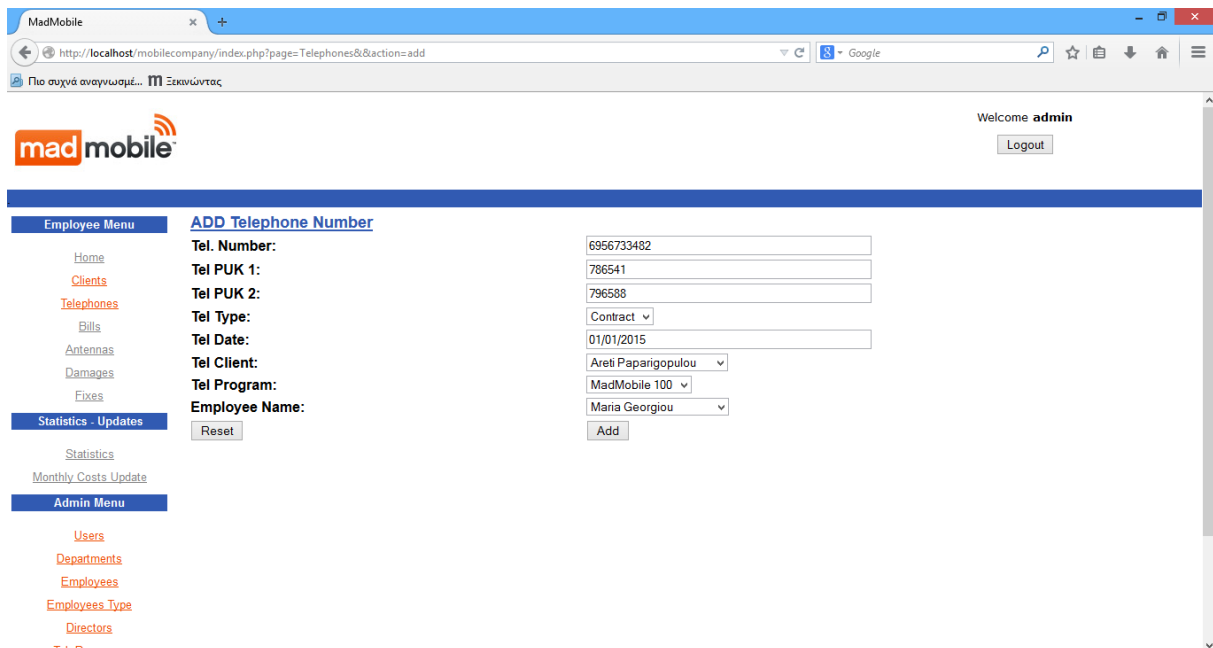 MadMobile
http://localhost/mobilecompany/index.php?page=Telephones&&action=add
Google
Πιο συχνά αναγνωσμέ... Ξεκινώντας
mad mobile
Welcome admin
Logout
Employee Menu
Home
Clients
Telephones
Bills
Antennas
Damages
Fixes
Statistics - Updates
Statistics
Monthly Costs Update
Admin Menu
Users
Departments
Employees
Employees Type
Directors
ADD Telephone Number
Tel. Number: 6956733482
Tel PUK 1: 786541
Tel PUK 2: 796588
Tel Type: Contract
Tel Date: 01/01/2015
Tel Client: Areti Paparigopulou
Tel Program: MadMobile 100
Employee Name: Maria Georgiou
Reset Add